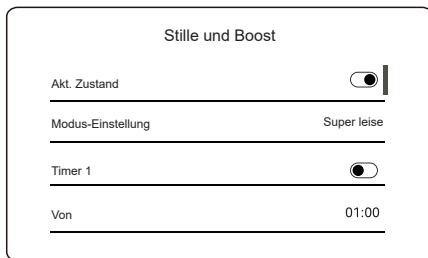 Stille und Boost
Akt. Zustand
Modus-Einstellung Super leise
Timer 1
Von 01:00